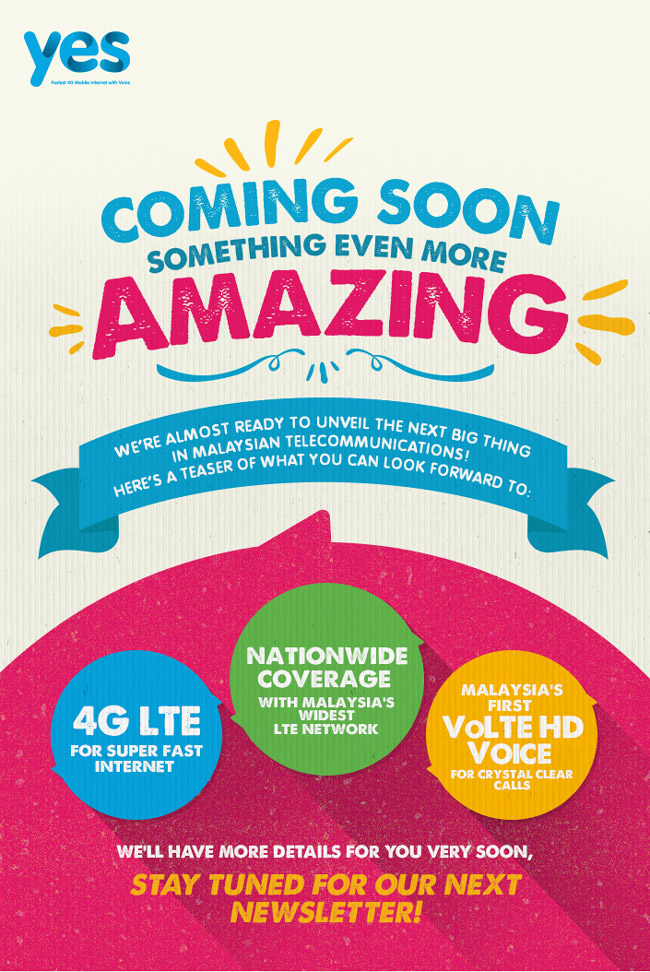 yes
Fastest 4G Mobile Internet with Voice
COMING SOON
SOMETHING EVEN MORE
AMAZING
WE'RE ALMOST READY TO UNVEIL THE NEXT BIG THING
IN MALAYSIAN TELECOMMUNICATIONS!
HERE'S A TEASER OF WHAT YOU CAN LOOK FORWARD TO:
4G LTE
FOR SUPER FAST
INTERNET
NATIONWIDE
COVERAGE
WITH MALAYSIA'S
WIDEST
LTE NETWORK
MALAYSIA'S
FIRST
VoLTE HD
VOICE
FOR CRYSTAL CLEAR
CALLS
WE'LL HAVE MORE DETAILS FOR YOU VERY SOON,
STAY TUNED FOR OUR NEXT
NEWSLETTER!